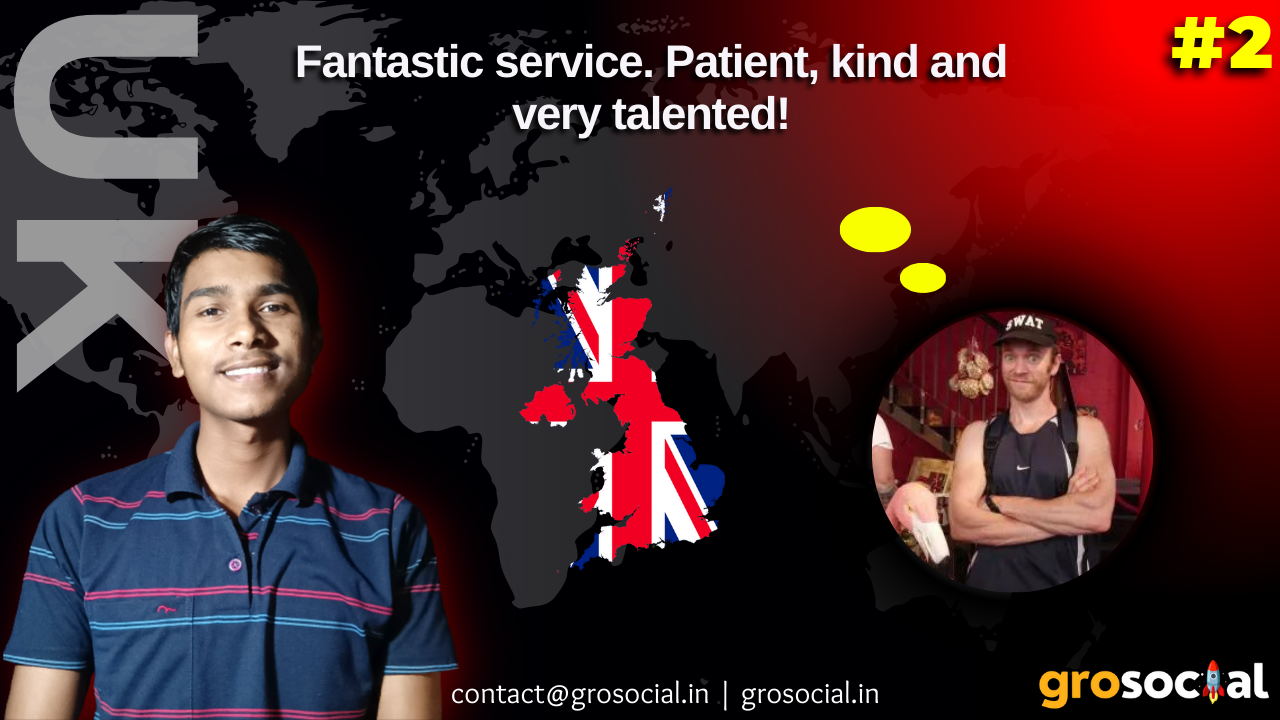 UK
#2
Fantastic service. Patient, kind and
very talented!
SWAT
contact@grosocial.in | grosocial.in
grosocial